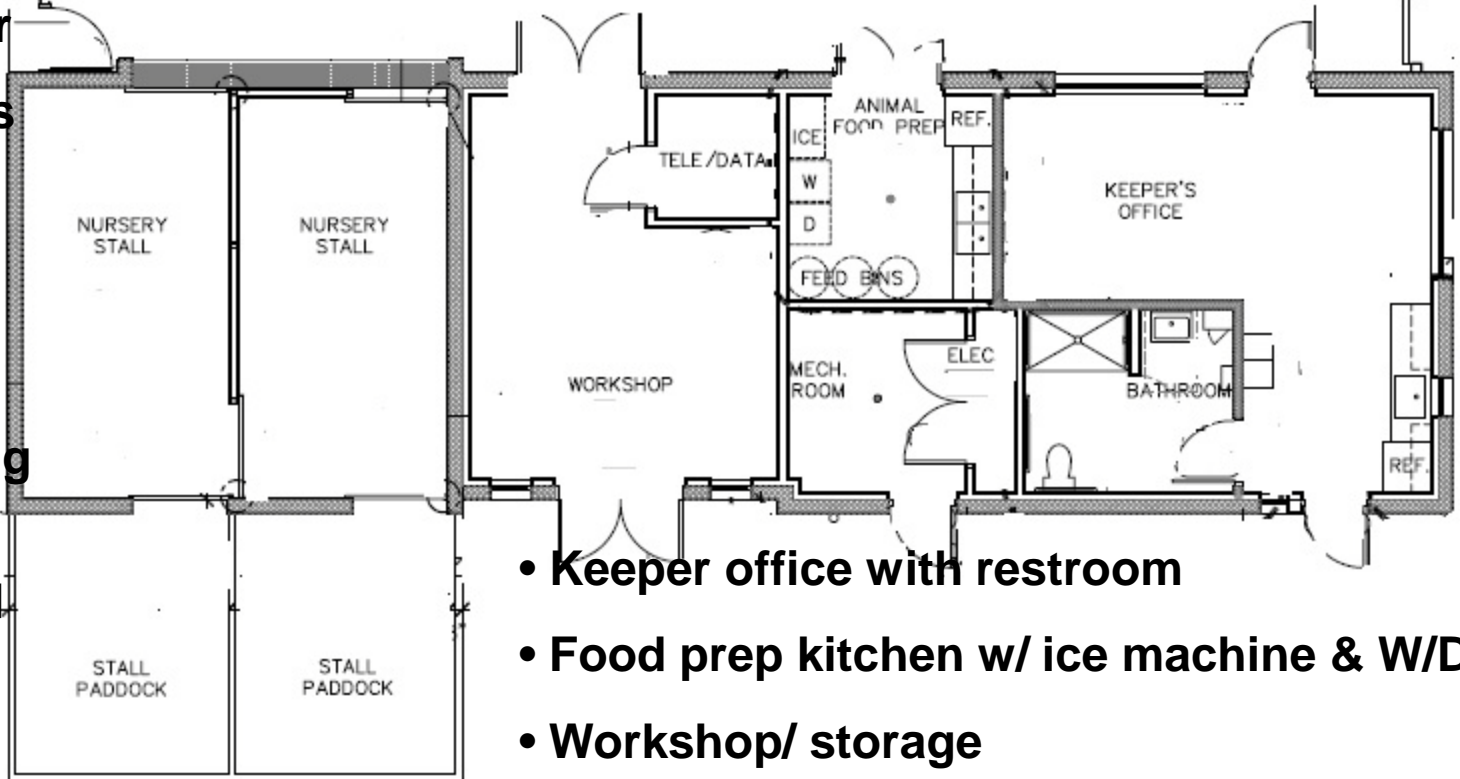 r
s
ANIMAL
FOOD PREP
REF.
ICE
TELE/DATA
W
D
KEEPER'S
OFFICE
NURSERY
STALL
NURSERY
STALL
FEED BINS
ELEC
MECH.
ROOM
WORKSHOP
BATHROOM
g
REF.
• Keeper office with restroom
• Food prep kitchen w/ ice machine & W/D
STALL
PADDOCK
STALL
PADDOCK
• Workshop/ storage